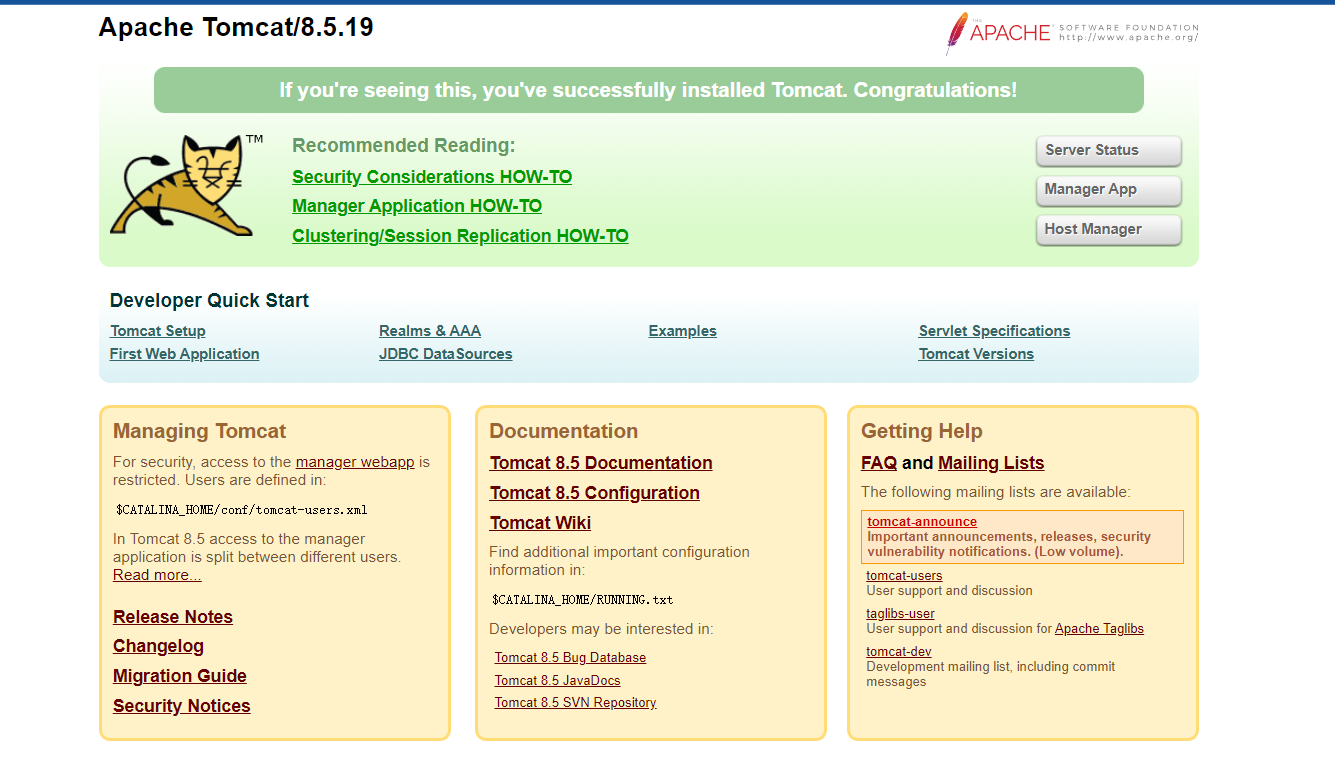 Apache Tomcat/8.5.19
THE
APACHE
SOFTWARE FOUNDATION
http://www.apache.org/
If you're seeing this, you've successfully installed Tomcat. Congratulations!
TM
Recommended Reading:
Security Considerations HOW-TO
Manager Application HOW-TO
Clustering/Session Replication HOW-TO
Server Status
Manager App
Host Manager
Developer Quick Start
Tomcat Setup
First Web Application
Realms & AAA
JDBC DataSources
Examples
Servlet Specifications
Tomcat Versions
Managing Tomcat
For security, access to the manager webapp is
restricted. Users are defined in:
$CATALINA_HOME/conf/tomcat-users.xml
In Tomcat 8.5 access to the manager
application is split between different users.
Read more...
Release Notes
Changelog
Migration Guide
Security Notices
Documentation
Tomcat 8.5 Documentation
Tomcat 8.5 Configuration
Tomcat Wiki
Find additional important configuration
information in:
$CATALINA_HOME/RUNNING.txt
Developers may be interested in:
Tomcat 8.5 Bug Database
Tomcat 8.5 JavaDocs
Tomcat 8.5 SVN Repository
Getting Help
FAQ and Mailing Lists
The following mailing lists are available:
tomcat-announce
Important announcements, releases, security
vulnerability notifications. (Low volume).
tomcat-users
User support and discussion
taglibs-user
User support and discussion for Apache Taglibs
tomcat-dev
Development mailing list, including commit
messages